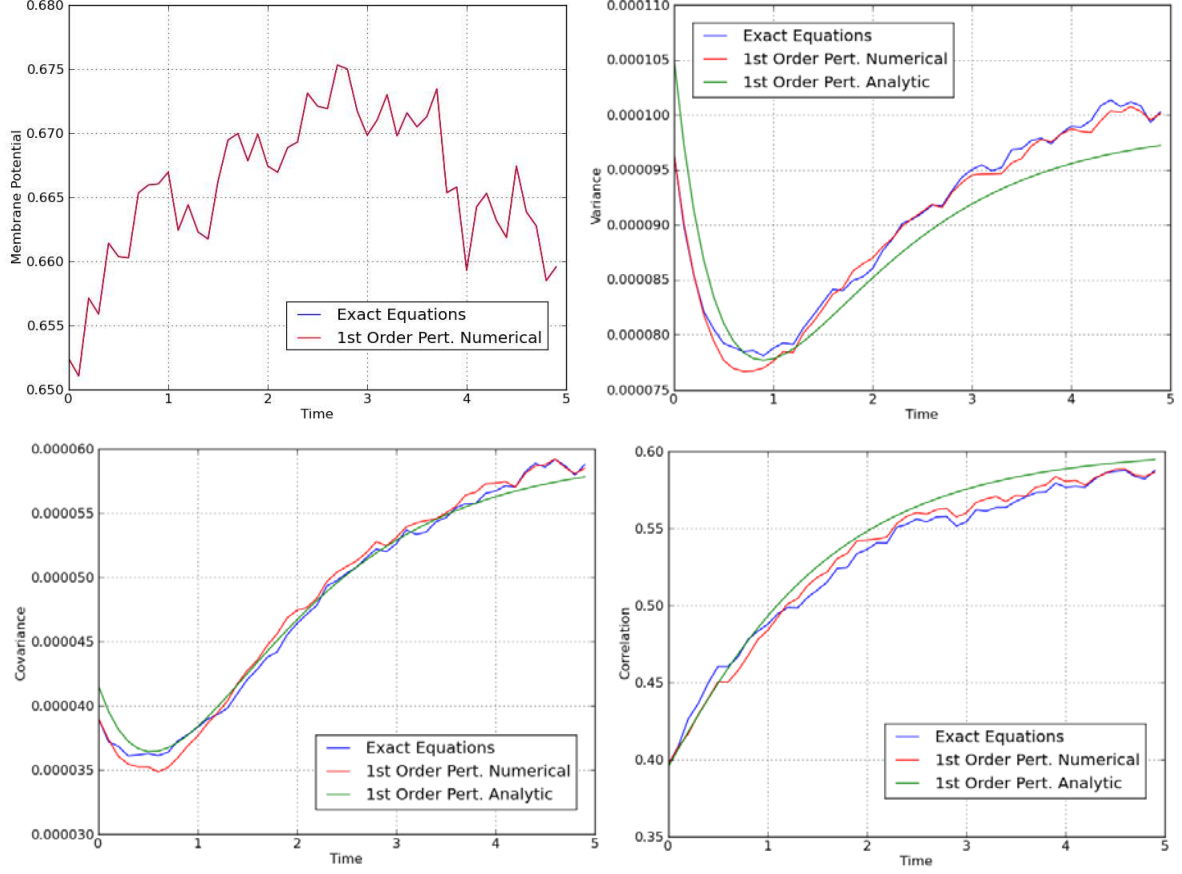 0.680
0.675
0.670
0.665
0.660
0.655
0.650
Membrane Potential
Exact Equations
1st Order Pert. Numerical
0 1 2 3 4 5
Time
0.000110
0.000105
0.000100
0.000095
0.000090
0.000085
0.000080
0.000075
Variance
Exact Equations
1st Order Pert. Numerical
1st Order Pert. Analytic
0 1 2 3 4 5
Time
0.000060
0.000055
0.000050
0.000045
0.000040
0.000035
0.000030
Covariance
Exact Equations
1st Order Pert. Numerical
1st Order Pert. Analytic
0 1 2 3 4 5
Time
0.60
0.55
0.50
0.45
0.40
0.35
Correlation
Exact Equations
1st Order Pert. Numerical
1st Order Pert. Analytic
0 1 2 3 4 5
Time